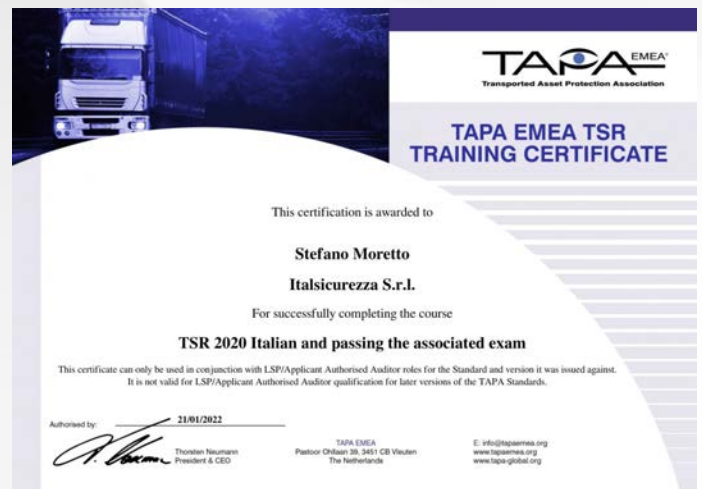 TAPA EMEA®
Transported Asset Protection Association
TAPA EMEA TSR
TRAINING CERTIFICATE
This certification is awarded to
Stefano Moretto
Italsicurezza S.r.l.
For successfully completing the course
TSR 2020 Italian and passing the associated exam
This certificate can only be used in conjunction with LSP/Applicant Authorised Auditor roles for the Standard and version it was issued against.
It is not valid for LSP/Applicant Authorised Auditor qualification for later versions of the TAPA Standards.
Authorised by:
21/01/2022
Thorsten Neumann
President & CEO
TAPA EMEA
Pastoor Ohllaan 39, 3451 CB Vleuten
The Netherlands
E: info@tapaemea.org
www.tapaemea.org
www.tapa-global.org